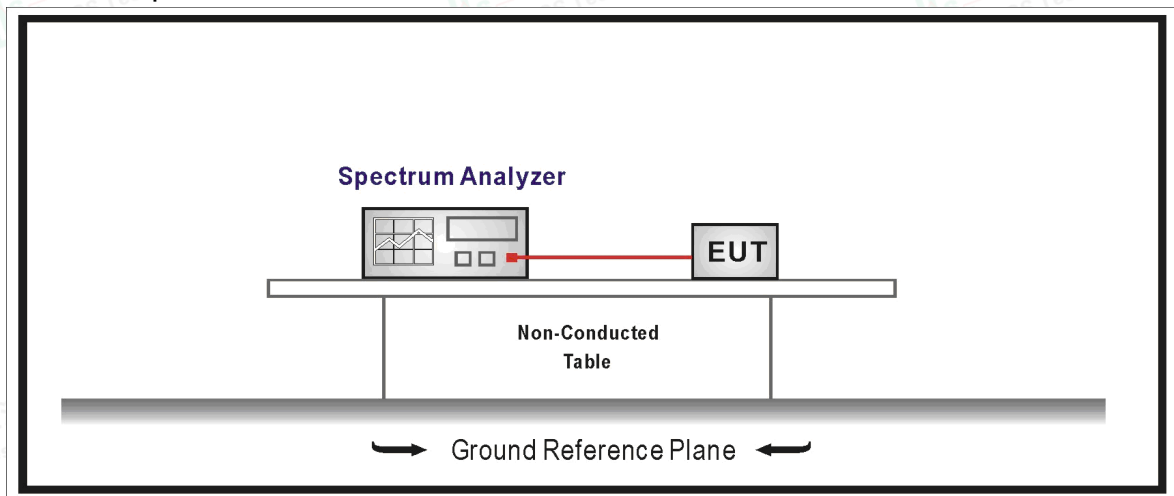 Spectrum Analyzer
EUT
Non-Conducted
Table
Ground Reference Plane